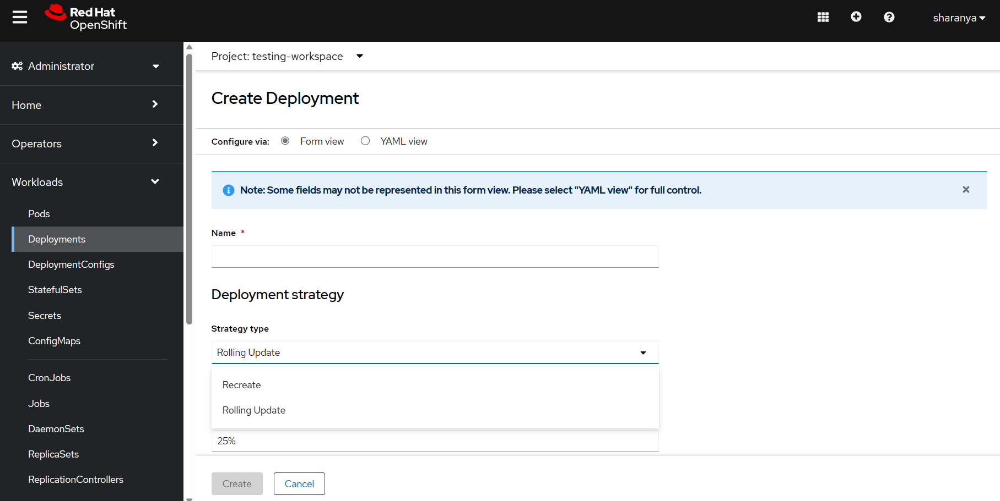 Red Hat
OpenShift
sharanya
Administrator
Home
Operators
Workloads
Pods
Deployments
DeploymentConfigs
StatefulSets
Secrets
ConfigMaps
CronJobs
Jobs
DaemonSets
ReplicaSets
ReplicationControllers
Project: testing-workspace
Create Deployment
Configure via: Form view YAML view
Note: Some fields may not be represented in this form view. Please select "YAML view" for full control.
Name *
Deployment strategy
Strategy type
Rolling Update
Recreate
Rolling Update
25%
Create Cancel